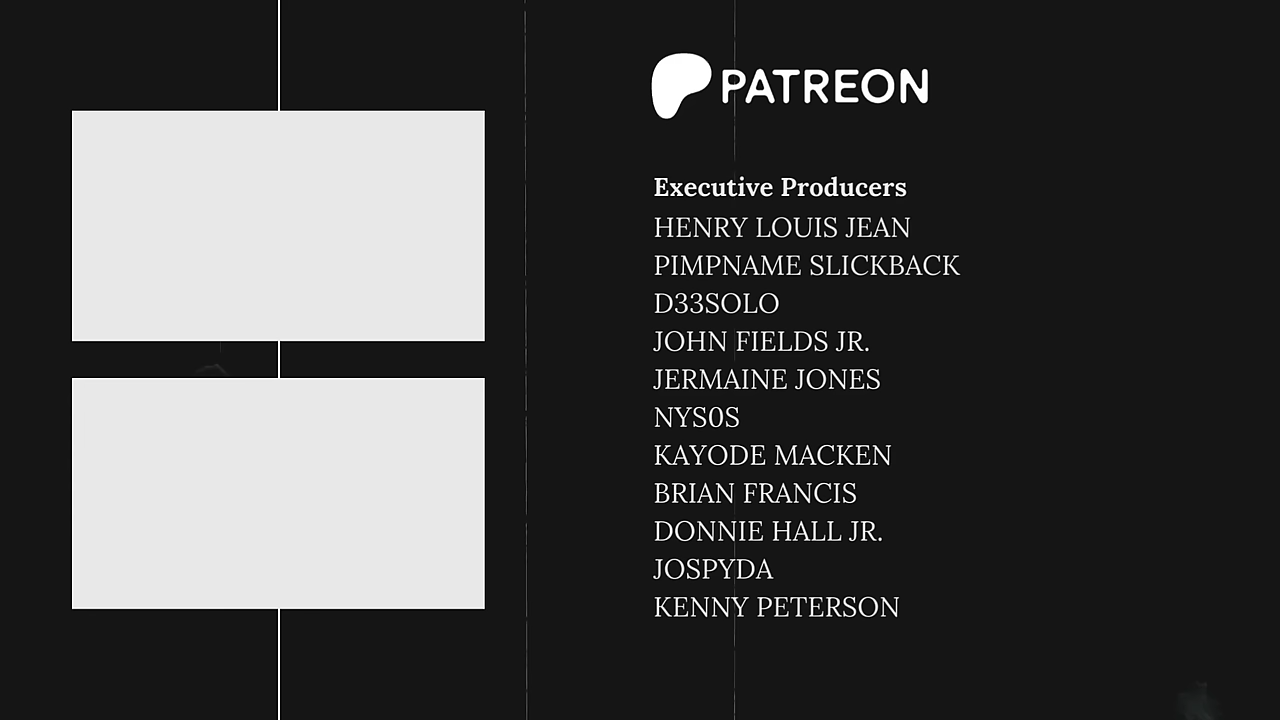 PATREON
Executive Producers
HENRY LOUIS JEAN
PIMPNAME SLICKBACK
D33SOLO
JOHN FIELDS JR.
JERMAINE JONES
NYS0S
KAYODE MACKEN
BRIAN FRANCIS
DONNIE HALL JR.
JOSPYDA
KENNY PETERSON